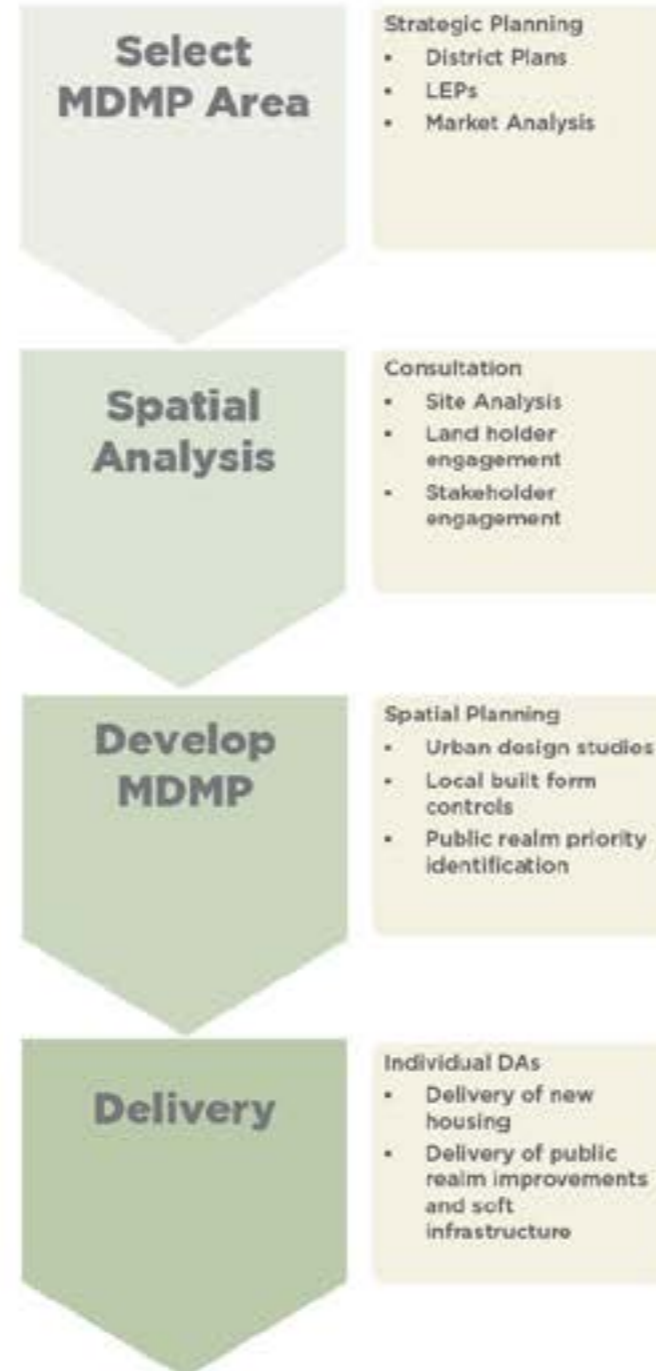 Select
MDMP Area
Strategic Planning
• District Plans
• LEPs
• Market Analysis
Spatial
Analysis
Consultation
• Site Analysis
• Land holder
engagement
• Stakeholder
engagement
Develop
MDMP
Spatial Planning
• Urban design studies
• Local built form
controls
• Public realm priority
identification
Delivery
Individual DAs
• Delivery of new
housing
• Delivery of public
realm improvements
and soft
infrastructure